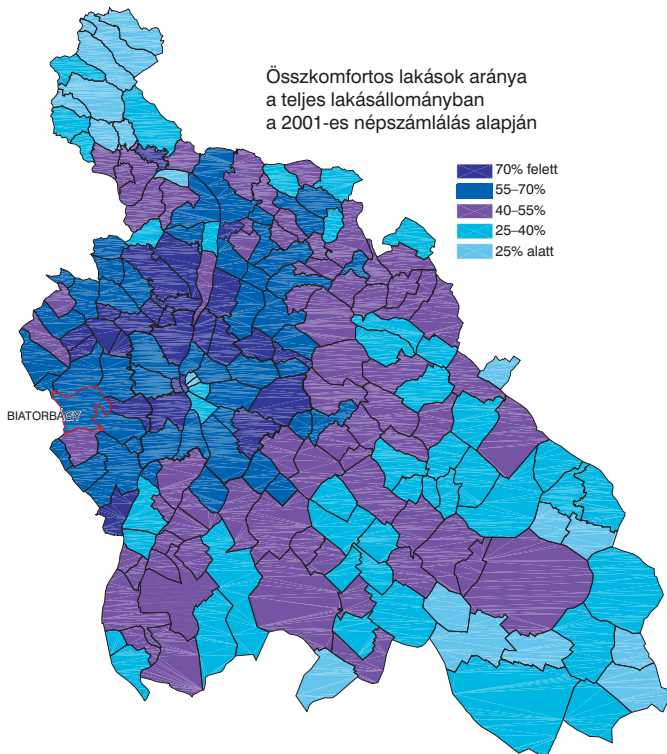 Összkomfortos lakások aránya
a teljes lakásállományban
a 2001-es népszámlálás alapján
70% felett
55–70%
40–55%
25–40%
25% alatt
BIATORBÁGY